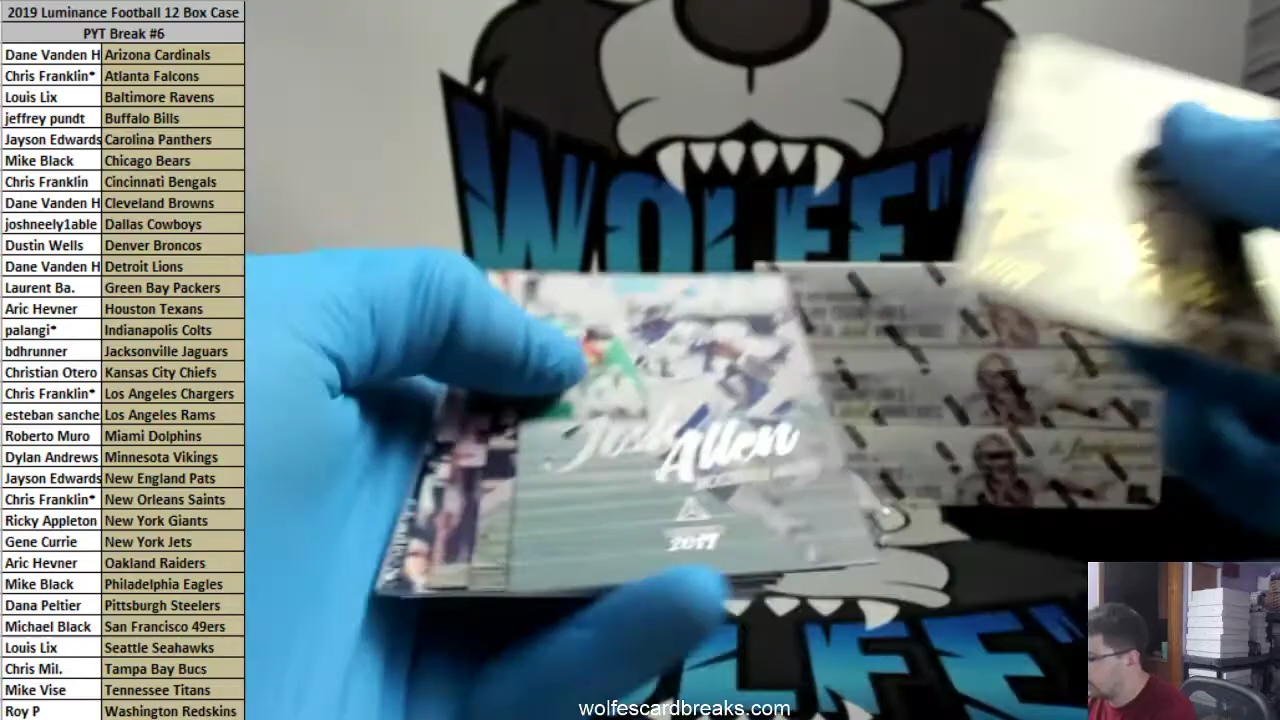 2019 Luminance Football 12 Box Case
PYT Break #6
Dane Vanden H Arizona Cardinals
Chris Franklin* Atlanta Falcons
Louis Lix Baltimore Ravens
jeffrey pundt Buffalo Bills
Jayson Edwards Carolina Panthers
Mike Black Chicago Bears
Chris Franklin Cincinnati Bengals
Dane Vanden H Cleveland Browns
joshneely1able Dallas Cowboys
Dustin Wells Denver Broncos
Dane Vanden H Detroit Lions
Laurent Ba. Green Bay Packers
Aric Hevner Houston Texans
palangi* Indianapolis Colts
bdhrunner Jacksonville Jaguars
Christian Otero Kansas City Chiefs
Chris Franklin* Los Angeles Chargers
esteban sanche Los Angeles Rams
Roberto Muro Miami Dolphins
Dylan Andrews Minnesota Vikings
Jayson Edwards New England Pats
Chris Franklin* New Orleans Saints
Ricky Appleton New York Giants
Gene Currie New York Jets
Aric Hevner Oakland Raiders
Mike Black Philadelphia Eagles
Dana Peltier Pittsburgh Steelers
Michael Black San Francisco 49ers
Louis Lix Seattle Seahawks
Chris Mil. Tampa Bay Bucs
Mike Vise Tennessee Titans
Roy P Washington Redskins
WOLFE'
Josh Allen
2017
WOLFE'
wolfescardbreaks.com